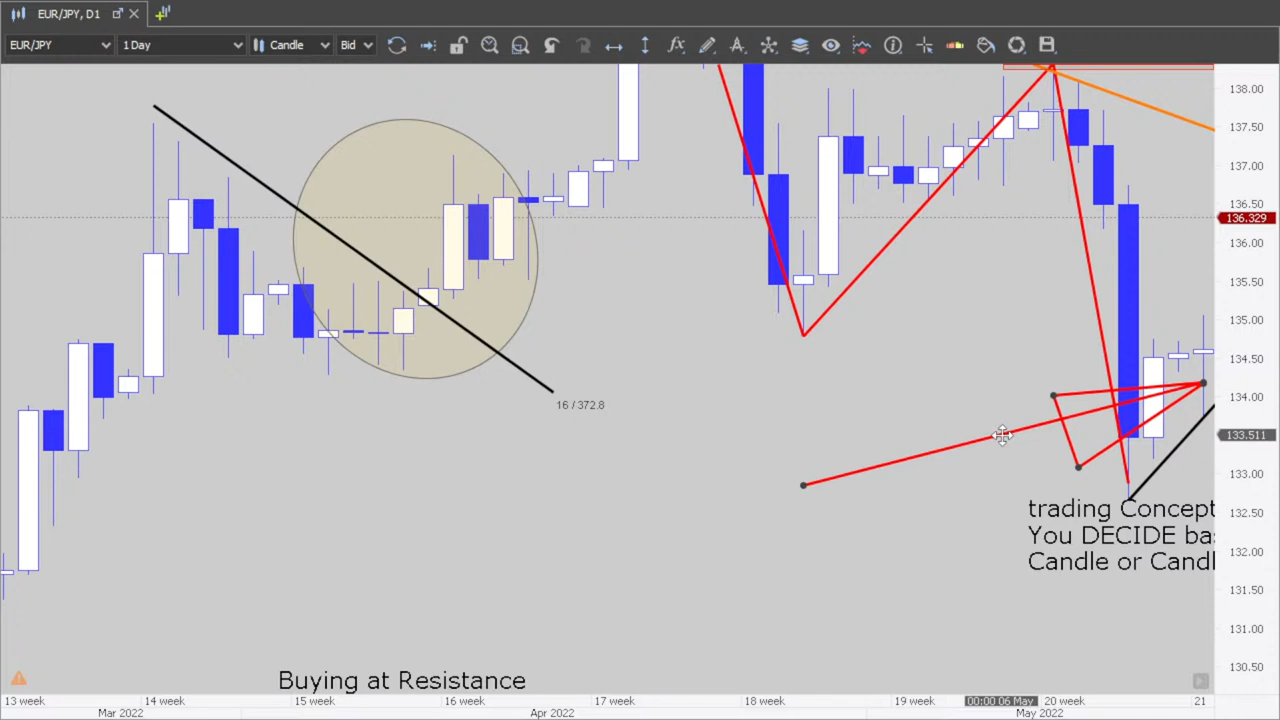 EUR/JPY, D1
EUR/JPY 1 Day Candle Bid
138.00
137.50
137.00
136.50
136.329
136.00
135.50
135.00
134.50
134.00
16 / 372.8
133.511
133.00
132.50
trading Concept
You DECIDE ba
132.00
Candle or Candl
131.50
131.00
130.50
Buying at Resistance
13 week 14 week 15 week 16 week 17 week 18 week 19 week 00:00 06 May 20 week 21
Mar 2022 Apr 2022 May 2022